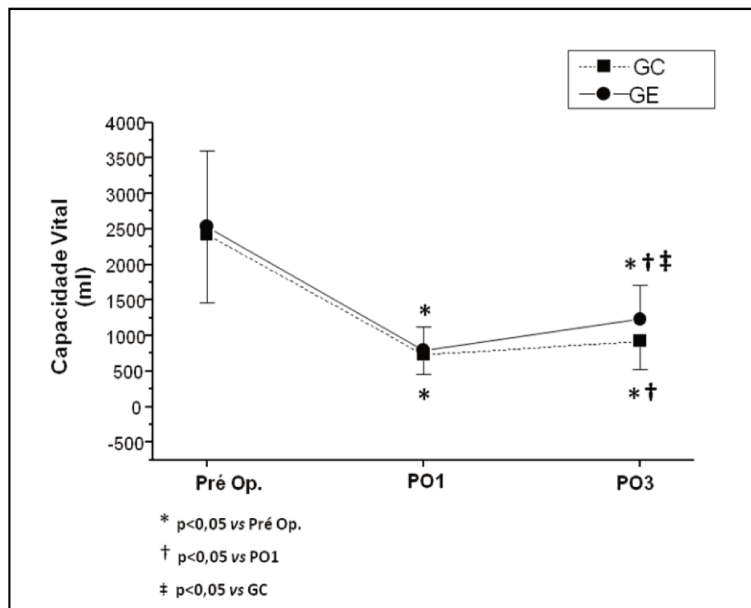 GC
GE
4000
3500
3000
2500
2000
1500
1000
500
0
-500
Capacidade Vital
(ml)
*
*
*†‡
*†
Pré Op.
PO1
PO3
* p<0,05 vs Pré Op.
† p<0,05 vs PO1
‡ p<0,05 vs GC